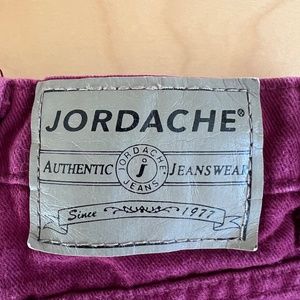 JORDACHE®
AUTHENTIC JORDACHE J JEANS JEANSWEAR
Since 1977